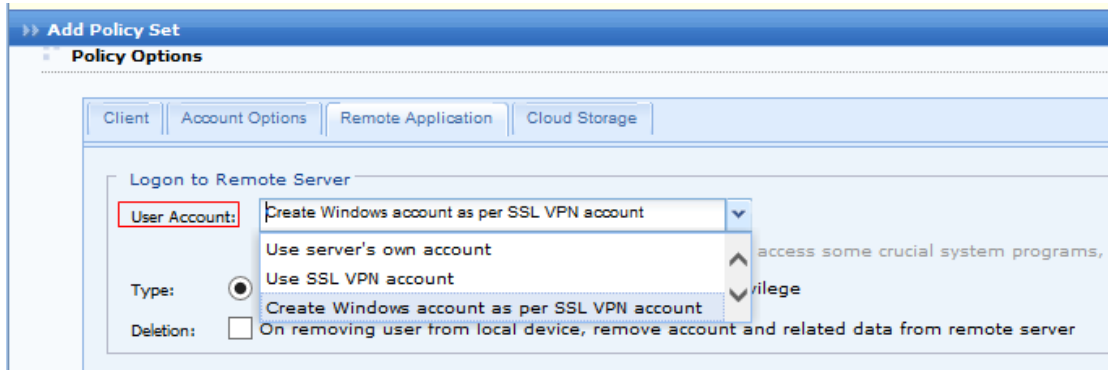 Add Policy Set
Policy Options
Client Account Options Remote Application Cloud Storage
Logon to Remote Server
User Account: Create Windows account as per SSL VPN account
Use server's own account
access some crucial system programs,
Use SSL VPN account
Type:
Create Windows account as per SSL VPN account
Deletion: On removing user from local device, remove account and related data from remote server